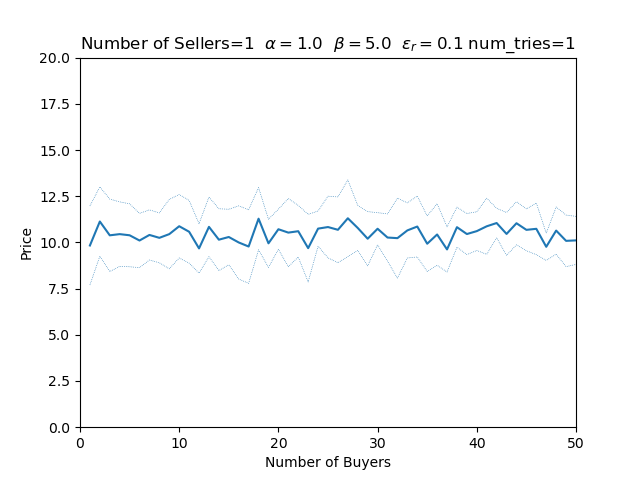 Number of Sellers=1 α = 1.0 β = 5.0 εᵣ = 0.1 num_tries=1
20.0
17.5
15.0
12.5
10.0
7.5
5.0
2.5
0.0
Price
0 10 20 30 40 50
Number of Buyers